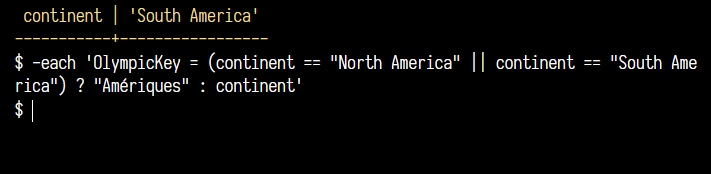 continent | 'South America'
-----------+-----------------
$ -each 'OlympicKey = (continent == "North America" || continent == "South Ame
rica") ? "Amériques" : continent'
$